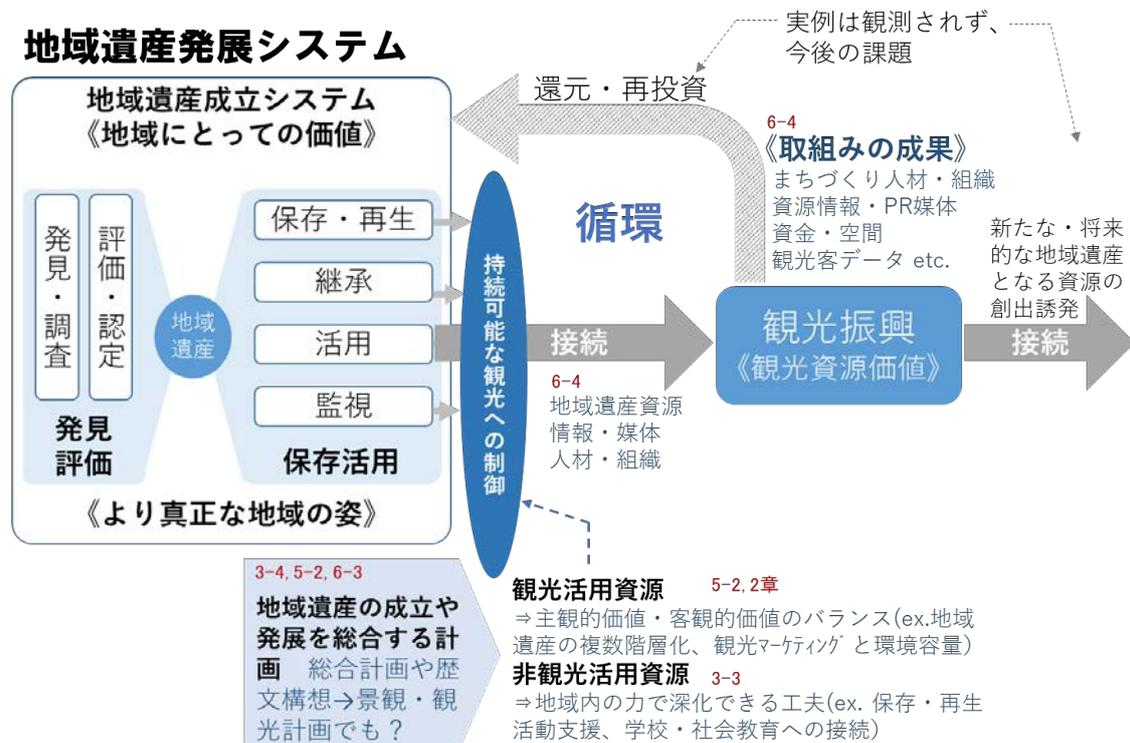 地域遺産発展システム
実例は観測されず、
今後の課題
地域遺産成立システム
《地域にとっての価値》
還元・再投資
発見・調査
評価・認定
地域
遺産
発見
評価
保存・再生
継承
活用
監視
保存活用
《より真正な地域の姿》
持続可能な観光への制御
循環
接続
6-4
地域遺産資源
情報・媒体
人材・組織
6-4
《取組みの成果》
まちづくり人材・組織
資源情報・PR媒体
資金・空間
観光客データ etc.
観光振興
《観光資源価値》
新たな・将来
的な地域遺産
となる資源の
創出誘発
接続
3-4, 5-2, 6-3
地域遺産の成立や
発展を総合する計
画　総合計画や歴
文構想→景観・観
光計画でも？
観光活用資源 5-2, 2章
⇒主観的価値・客観的価値のバランス(ex.地域
遺産の複数階層化、観光ﾏｰｹﾃｨﾝｸﾞと環境容量)
非観光活用資源 3-3
⇒地域内の力で深化できる工夫(ex. 保存・再生
活動支援、学校・社会教育への接続)